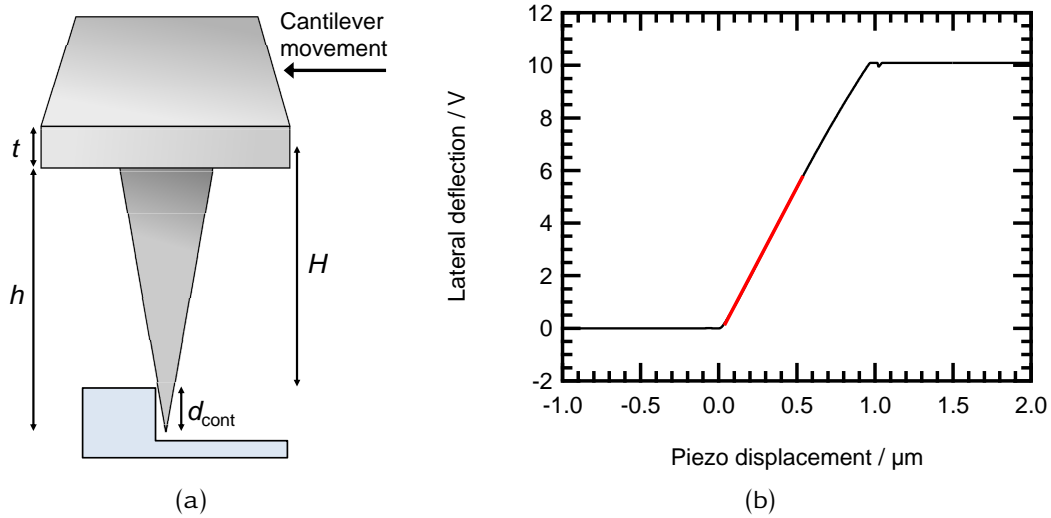 Cantilever
movement
t
h
H
d_cont
(a)
Lateral deflection / V
12
10
8
6
4
2
0
-2
-1.0 -0.5 0.0 0.5 1.0 1.5 2.0
Piezo displacement / µm
(b)